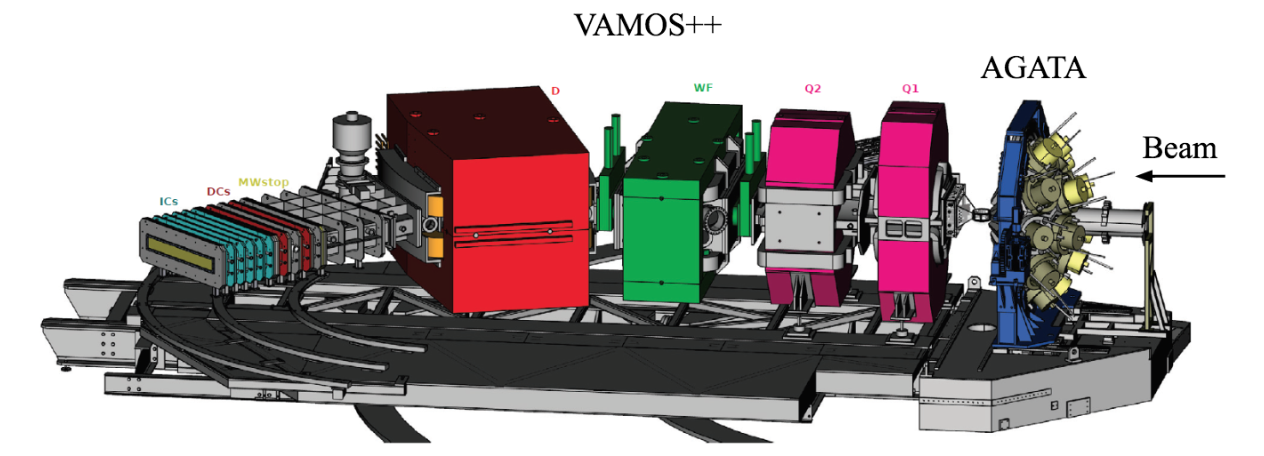 VAMOS++
AGATA
Beam
D
WF
Q2
Q1
MWstop
DCs
ICs